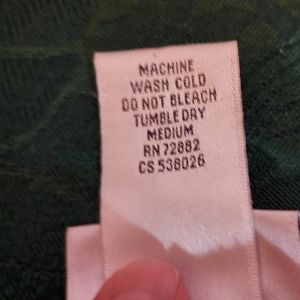 MACHINE
WASH COLD
DO NOT BLEACH
TUMBLE DRY
MEDIUM
RN 72882
CS 538026